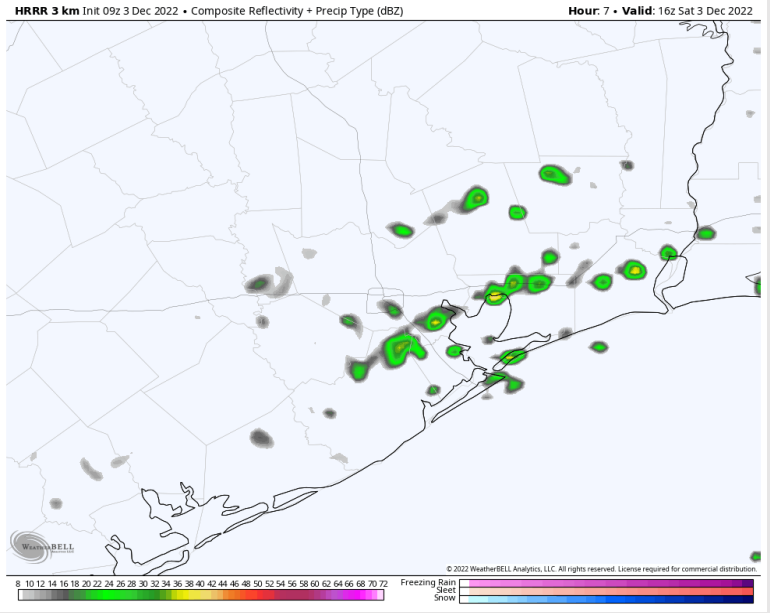 HRRR 3 km Init 09z 3 Dec 2022 • Composite Reflectivity + Precip Type (dBZ) Hour: 7 • Valid: 16z Sat 3 Dec 2022
WEATHERBELL
© 2022 WeatherBELL Analytics, LLC. All rights reserved. License required for commercial distribution.
8 10 12 14 16 18 20 22 24 26 28 30 32 34 36 38 40 42 44 46 48 50 52 54 56 58 60 62 64 66 68 70 72
Freezing Rain
Sleet
Snow